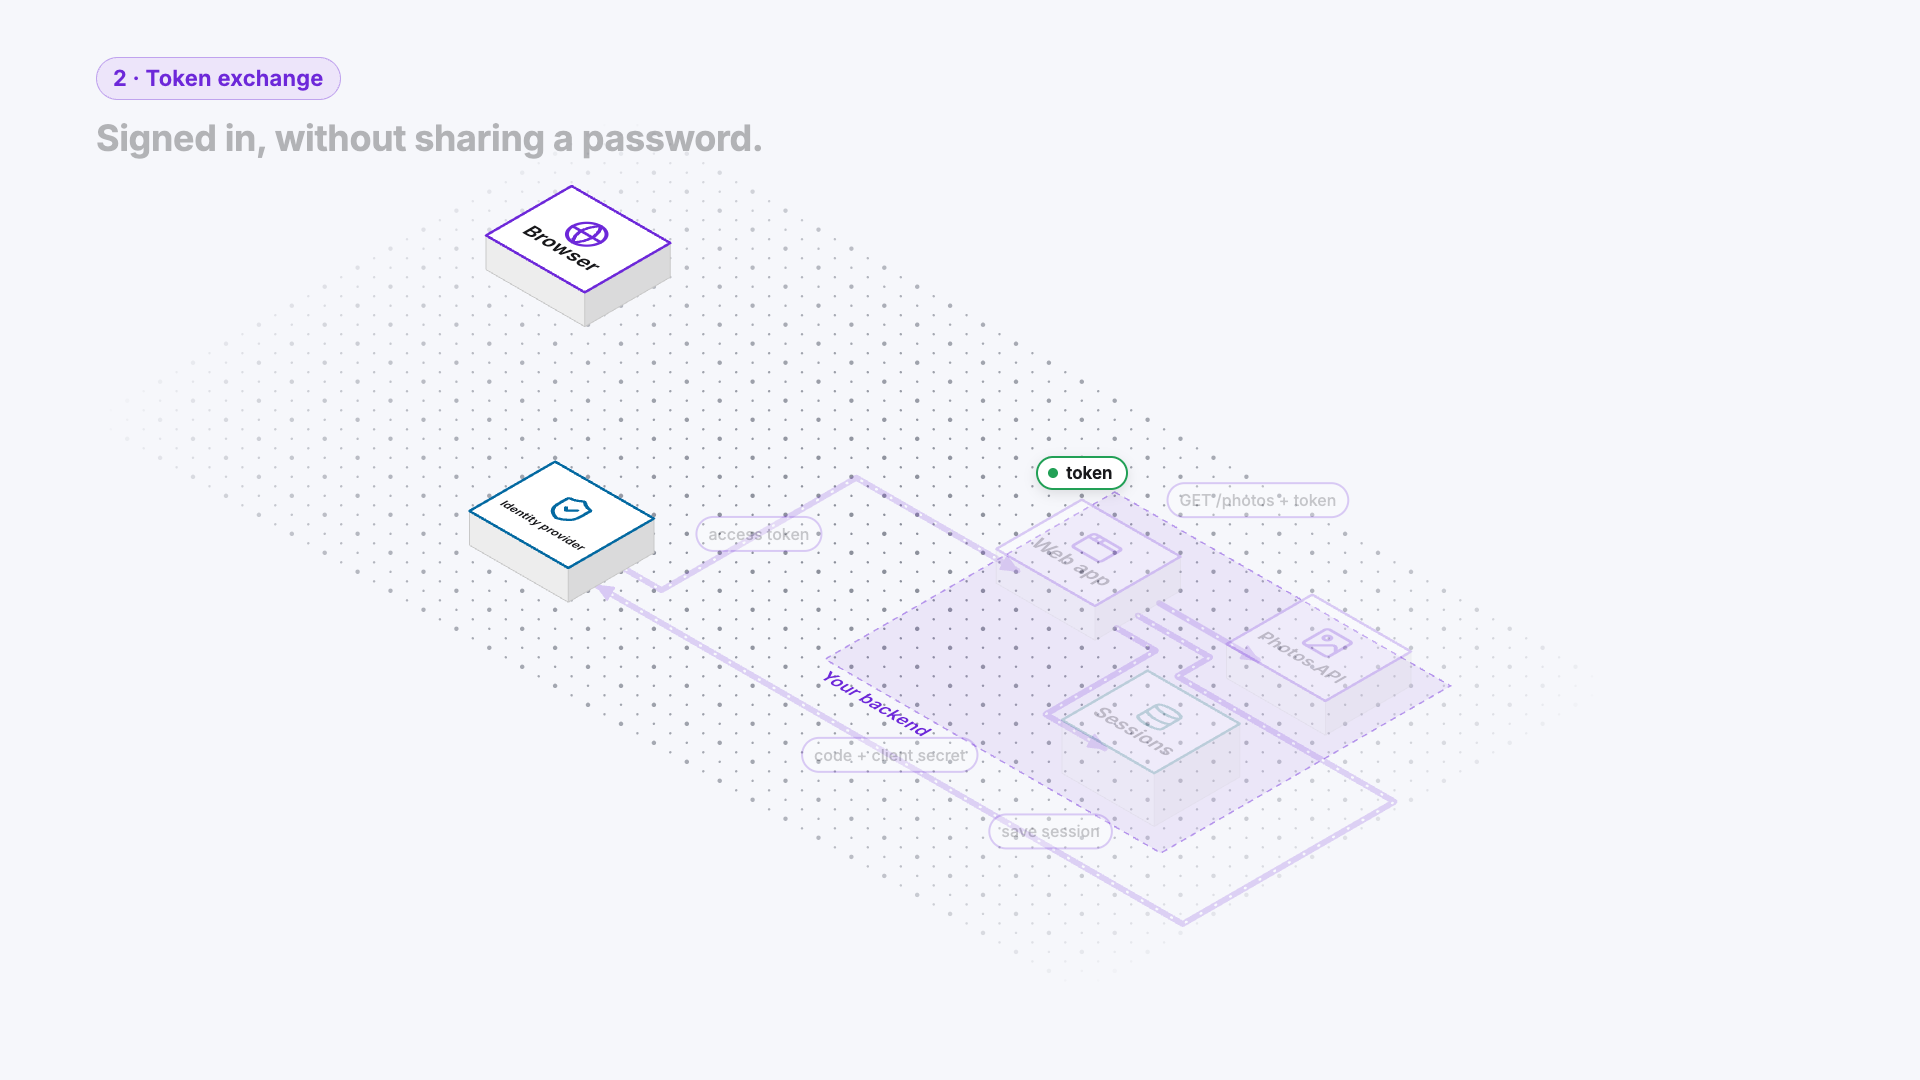 2 · Token exchange
Signed in, without sharing a password.
Browser
Identity provider
access token
token
GET /photos + token
Web app
Photos API
Your backend
Sessions
code + client secret
save session